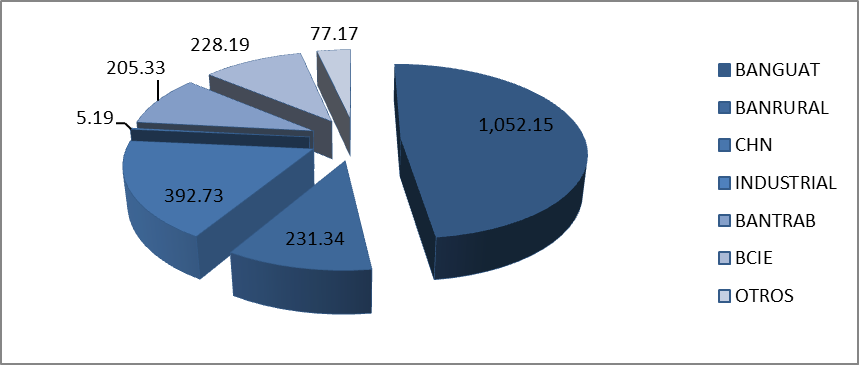 77.17
228.19
205.33
5.19
1,052.15
392.73
231.34
BANGUAT
BANRURAL
CHN
INDUSTRIAL
BANTRAB
BCIE
OTROS